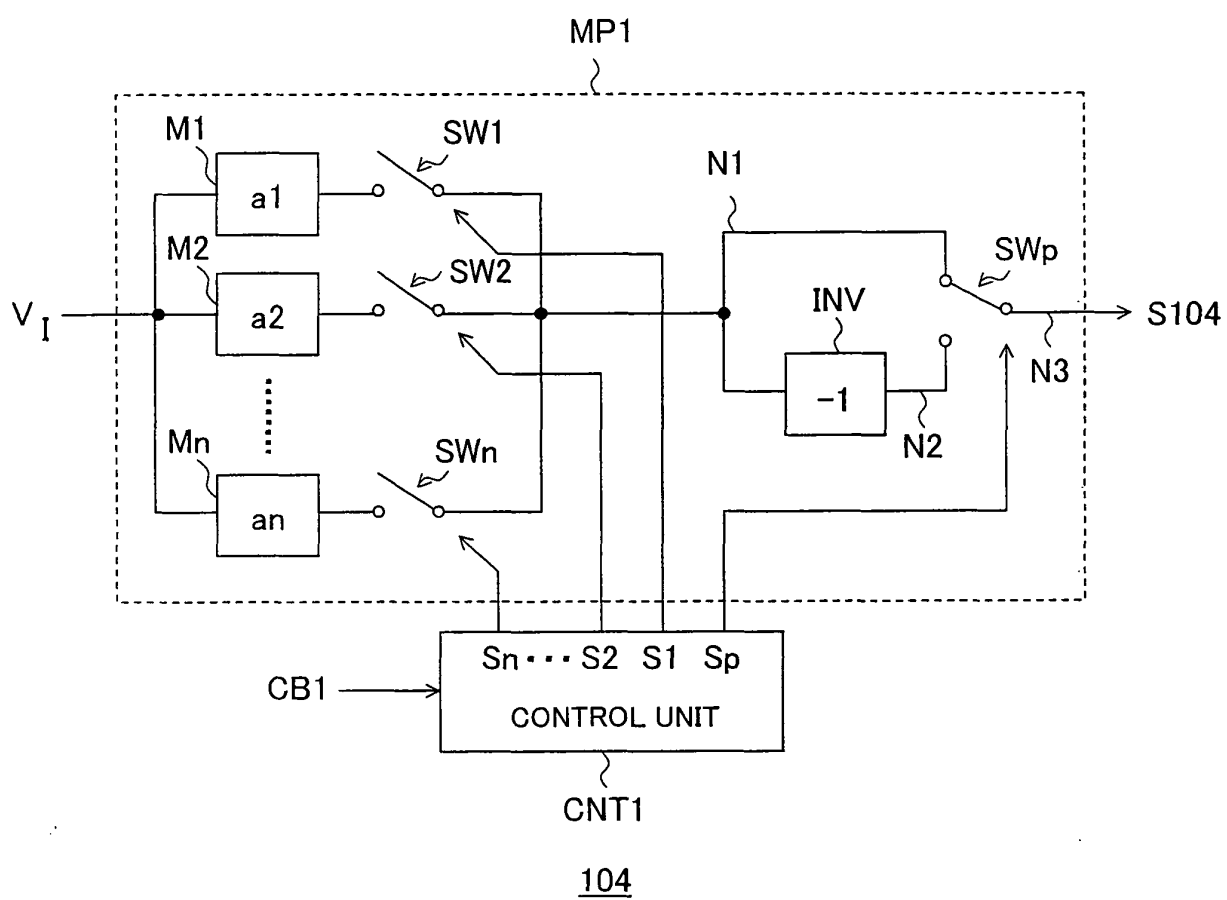 MP1
M1
SW1
a1
N1
M2
SW2
SWp
INV
V I
a2
S104
-1
N3
Mn
SWn
N2
an
Sn ••• S2 S1 Sp
CB1
CONTROL UNIT
CNT1
104